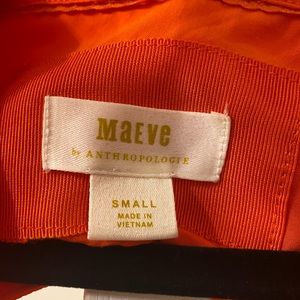 MaEVe
by ANTHROPOLOGIE
SMALL
MADE IN
VIETNAM